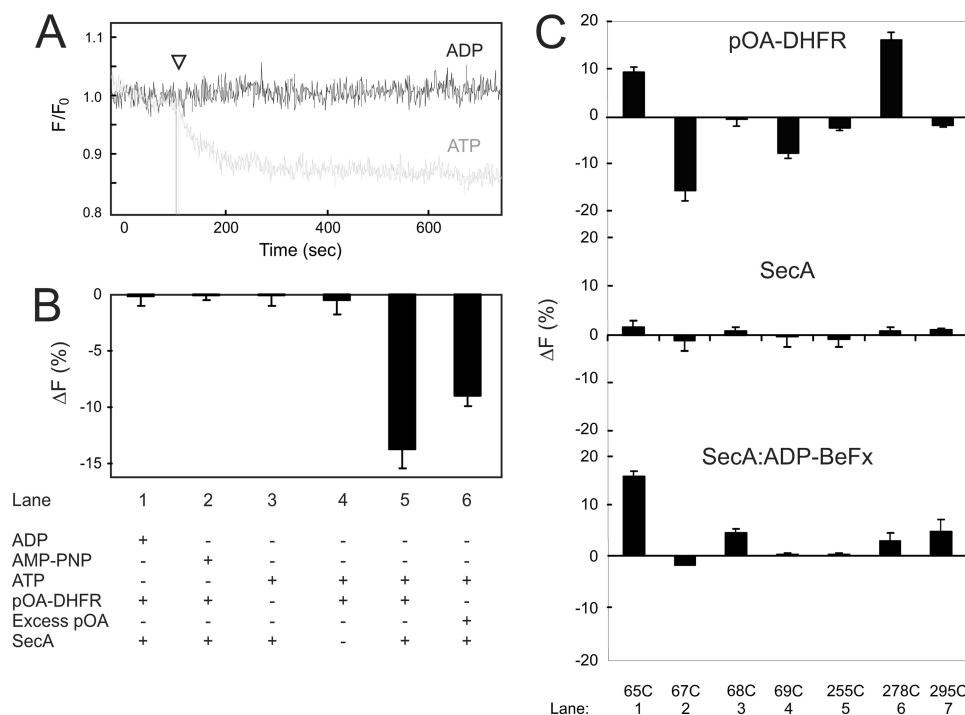 A
1.1
1.0
0.9
0.8
F/F0
ADP
ATP
0
200
400
600
Time (sec)
B
0
-5
-10
-15
ΔF (%)
Lane 1 2 3 4 5 6
ADP + - - - - -
AMP-PNP - + - - - -
ATP - - + + + +
pOA-DHFR + + - + + -
Excess pOA - - - - - +
SecA + + + - + +
C
pOA-DHFR
20
10
0
-10
-20
SecA
20
10
0
-10
-20
ΔF (%)
SecA:ADP-BeFx
20
10
0
-10
-20
65C 67C 68C 69C 255C 278C 295C
Lane: 1 2 3 4 5 6 7